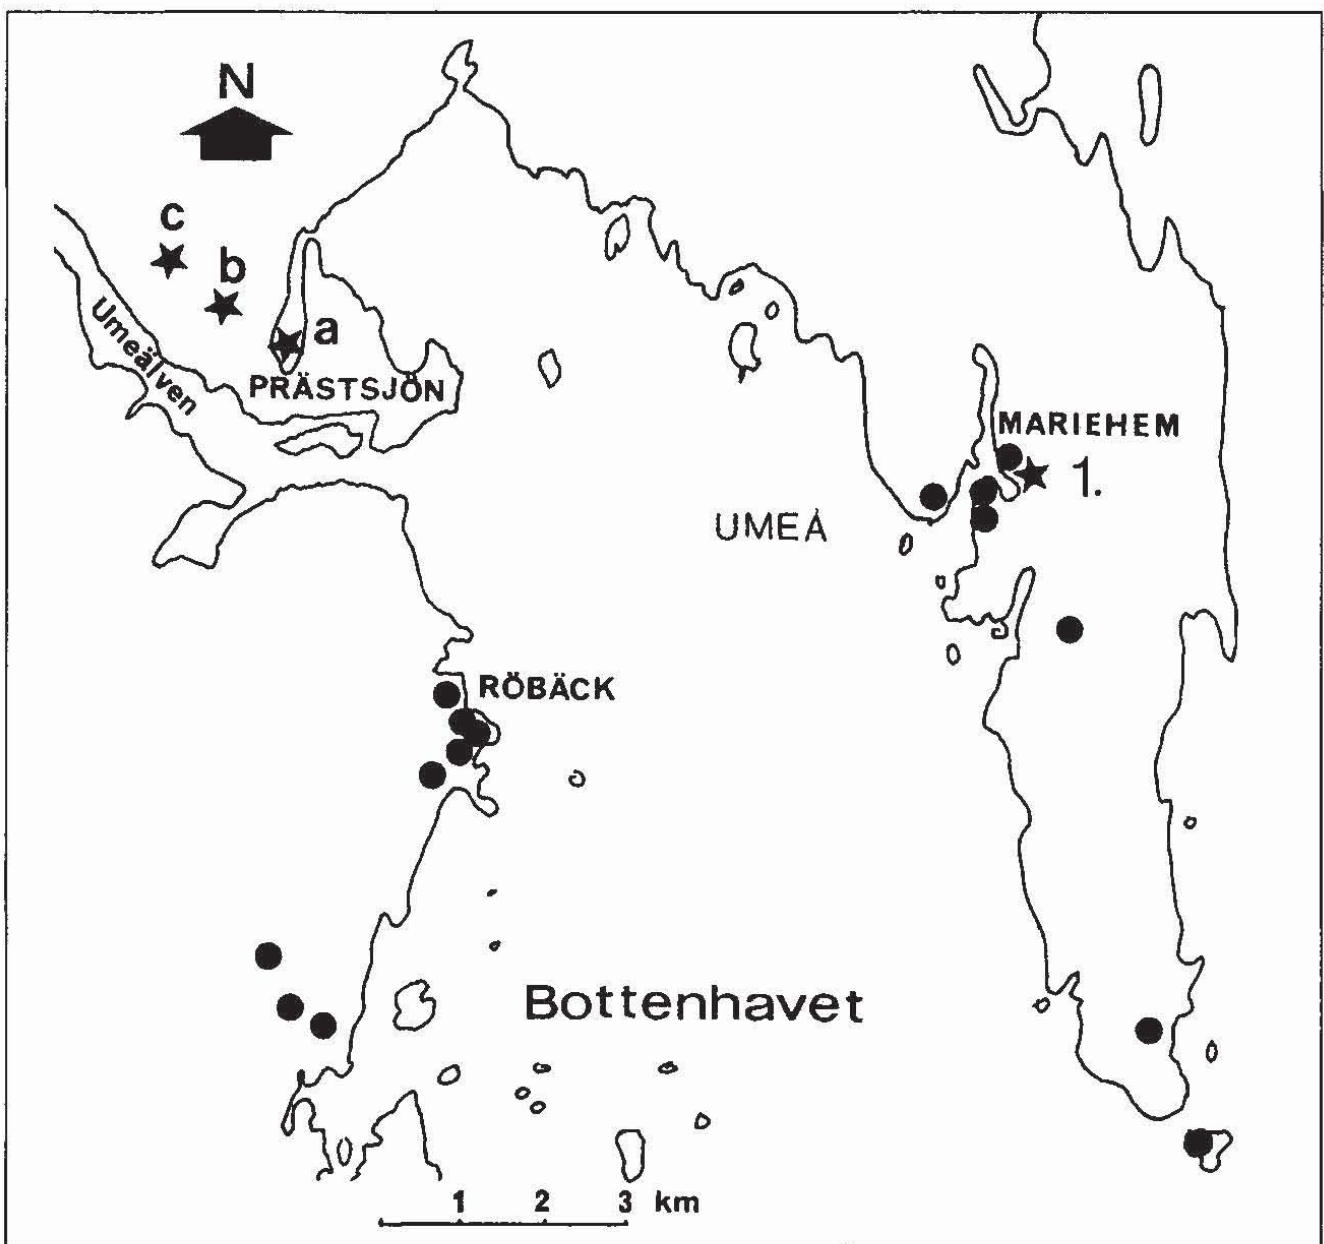 N
c
b
a
Umeälven
PRÄSTSJÖN
MARIEHEM
1.
UMEÅ
RÖBÄCK
Bottenhavet
1 2 3 km